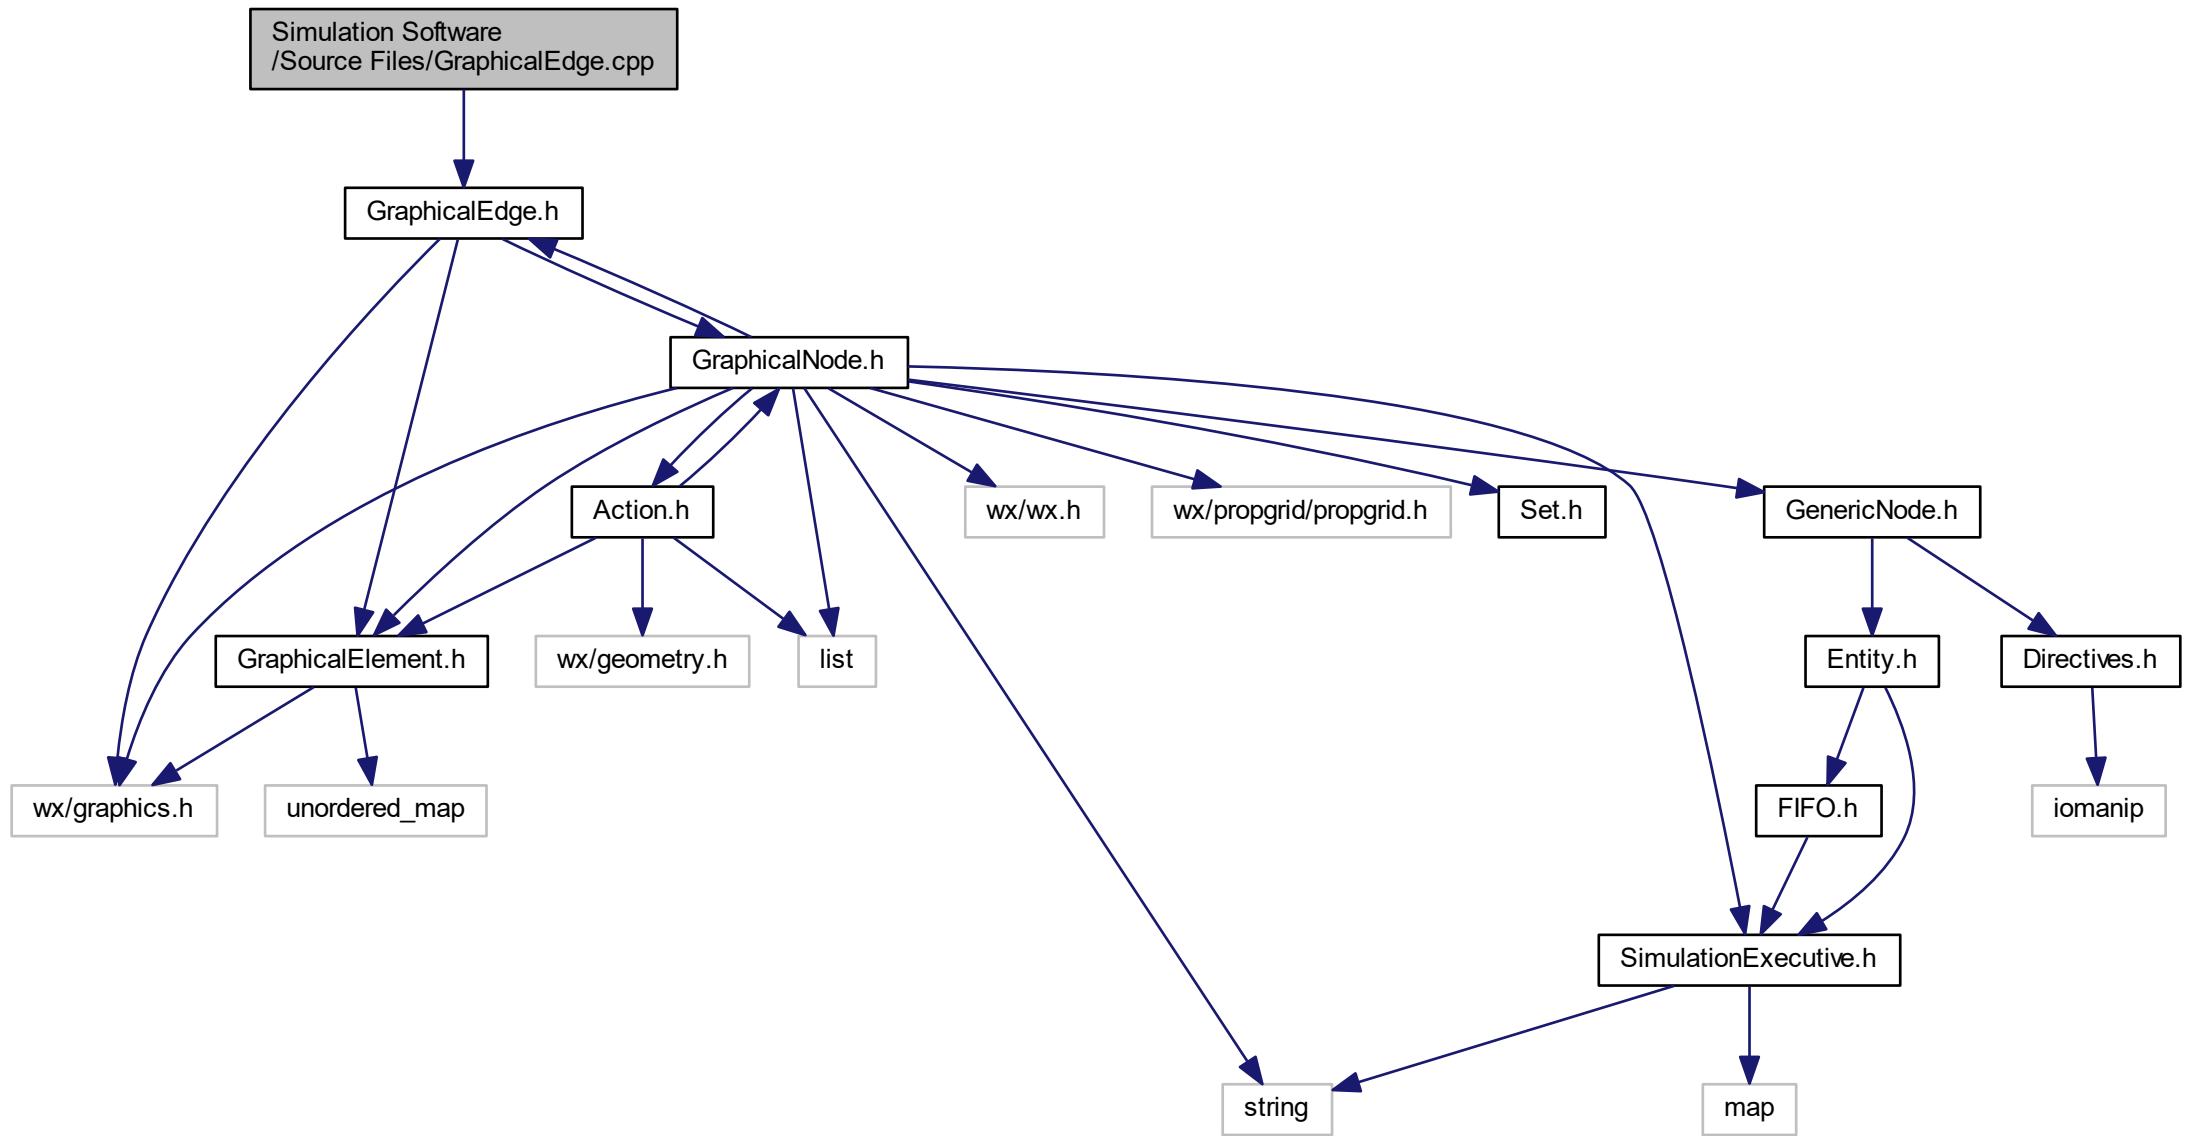 Simulation Software
/Source Files/GraphicalEdge.cpp
GraphicalEdge.h
GraphicalNode.h
Action.h
wx/wx.h
wx/propgrid/propgrid.h
Set.h
GenericNode.h
GraphicalElement.h
wx/geometry.h
list
Entity.h
Directives.h
wx/graphics.h
unordered_map
FIFO.h
iomanip
SimulationExecutive.h
string
map